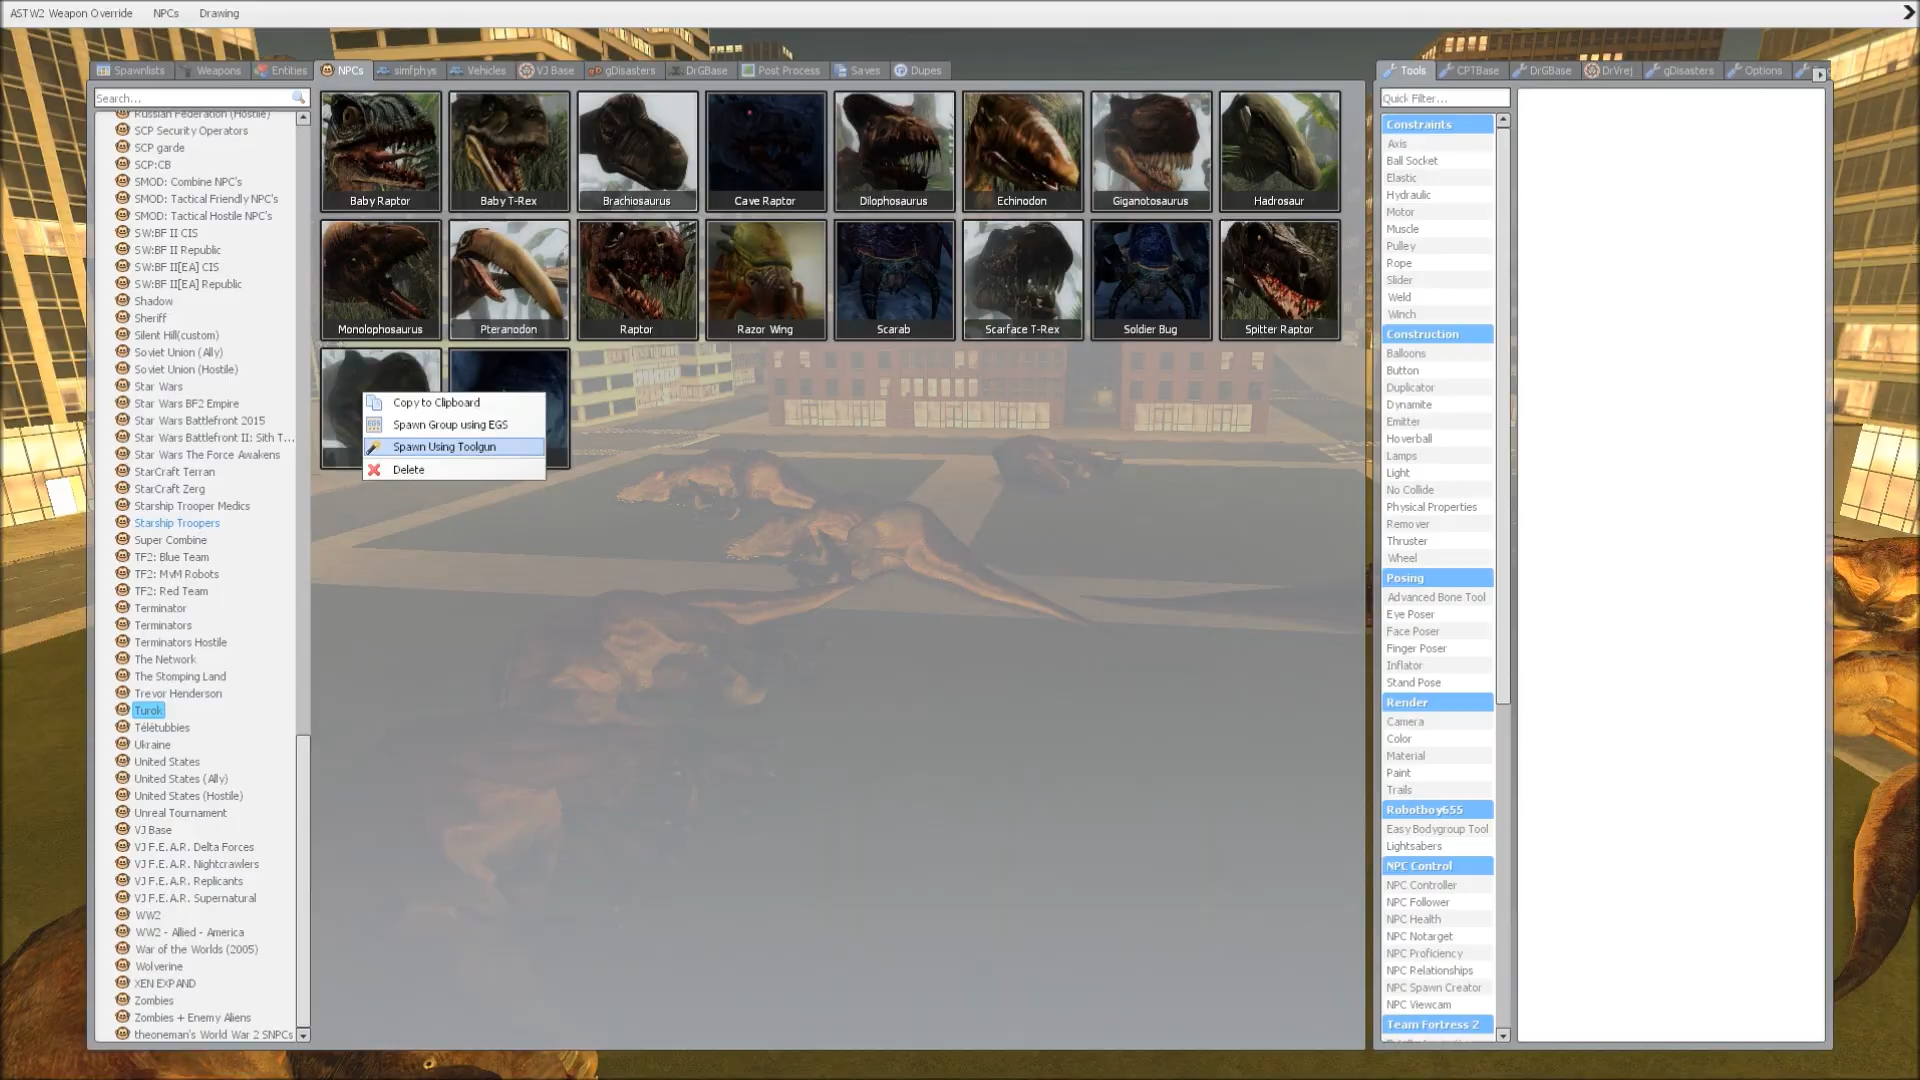 ASTW2 Weapon Override NPCs Drawing
Spawnlists Weapons Entities NPCs simfphys Vehicles VJ Base gDisasters DrGBase Post Process Saves Dupes
Search...
Russian Federation (Hostile)
SCP Security Operators
SCP garde
SCP:CB
SMOD: Combine NPC's
SMOD: Tactical Friendly NPC's
SMOD: Tactical Hostile NPC's
SW:BF II CIS
SW:BF II Republic
SW:BF II[EA] CIS
SW:BF II[EA] Republic
Shadow
Sheriff
Silent Hill(custom)
Soviet Union (Ally)
Soviet Union (Hostile)
Star Wars
Star Wars BF2 Empire
Star Wars Battlefront 2015
Star Wars Battlefront II: Sith T...
Star Wars The Force Awakens
StarCraft Terran
StarCraft Zerg
Starship Trooper Medics
Starship Troopers
Super Combine
TF2: Blue Team
TF2: MvM Robots
TF2: Red Team
Terminator
Terminators
Terminators Hostile
The Network
The Stomping Land
Trevor Henderson
Turok
Télétubbies
Ukraine
United States
United States (Ally)
United States (Hostile)
Unreal Tournament
VJ Base
VJ F.E.A.R. Delta Forces
VJ F.E.A.R. Nightcrawlers
VJ F.E.A.R. Replicants
VJ F.E.A.R. Supernatural
WW2
WW2 - Allied - America
War of the Worlds (2005)
Wolverine
XEN EXPAND
Zombies
Zombies + Enemy Aliens
theoneman's World War 2 SNPCs
Baby Raptor Baby T-Rex Brachiosaurus Cave Raptor Dilophosaurus Echinodon Giganotosaurus Hadrosaur
Monolophosaurus Pteranodon Raptor Razor Wing Scarab Scarface T-Rex Soldier Bug Spitter Raptor
Copy to Clipboard
EGS Spawn Group using EGS
Spawn Using Toolgun
Delete
Tools CPTBase DrGBase DrVrej gDisasters Options
Quick Filter...
Constraints
Axis
Ball Socket
Elastic
Hydraulic
Motor
Muscle
Pulley
Rope
Slider
Weld
Winch
Construction
Balloons
Button
Duplicator
Dynamite
Emitter
Hoverball
Lamps
Light
No Collide
Physical Properties
Remover
Thruster
Wheel
Posing
Advanced Bone Tool
Eye Poser
Face Poser
Finger Poser
Inflator
Stand Pose
Render
Camera
Color
Material
Paint
Trails
Robotboy655
Easy Bodygroup Tool
Lightsabers
NPC Control
NPC Controller
NPC Follower
NPC Health
NPC Notarget
NPC Proficiency
NPC Relationships
NPC Spawn Creator
NPC Viewcam
Team Fortress 2